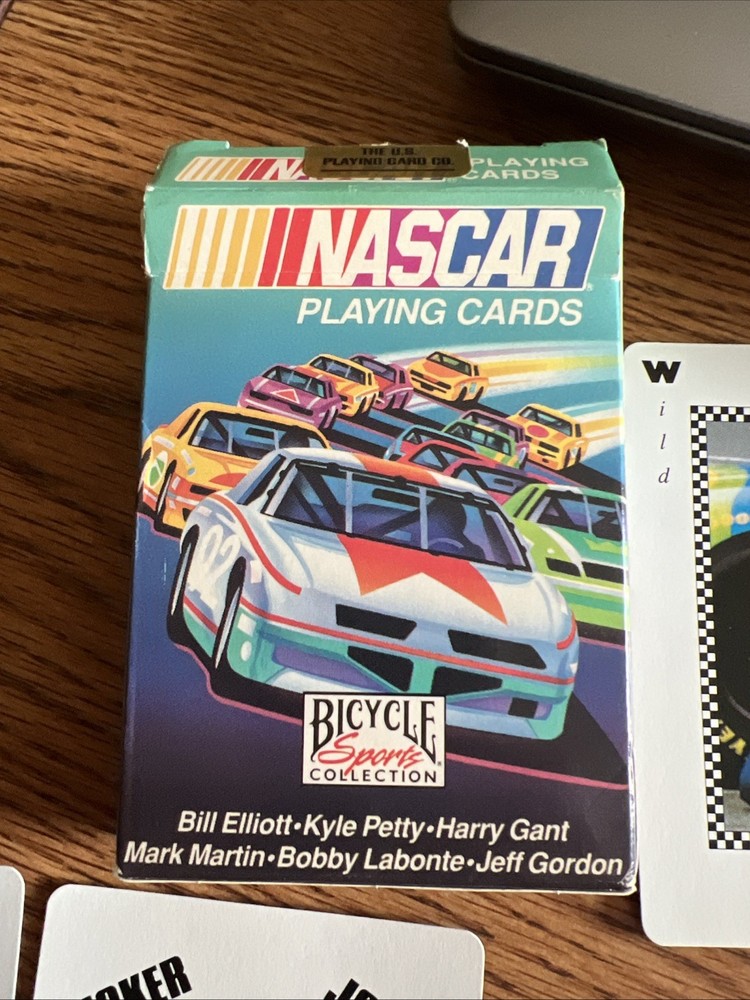 THE U.S.
PLAYING CARD CO.
PLAYING
CARDS
NASCAR
PLAYING CARDS
92
BICYCLE
Sports
COLLECTION
Bill Elliott•Kyle Petty•Harry Gant
Mark Martin•Bobby Labonte•Jeff Gordon
W
i
l
d